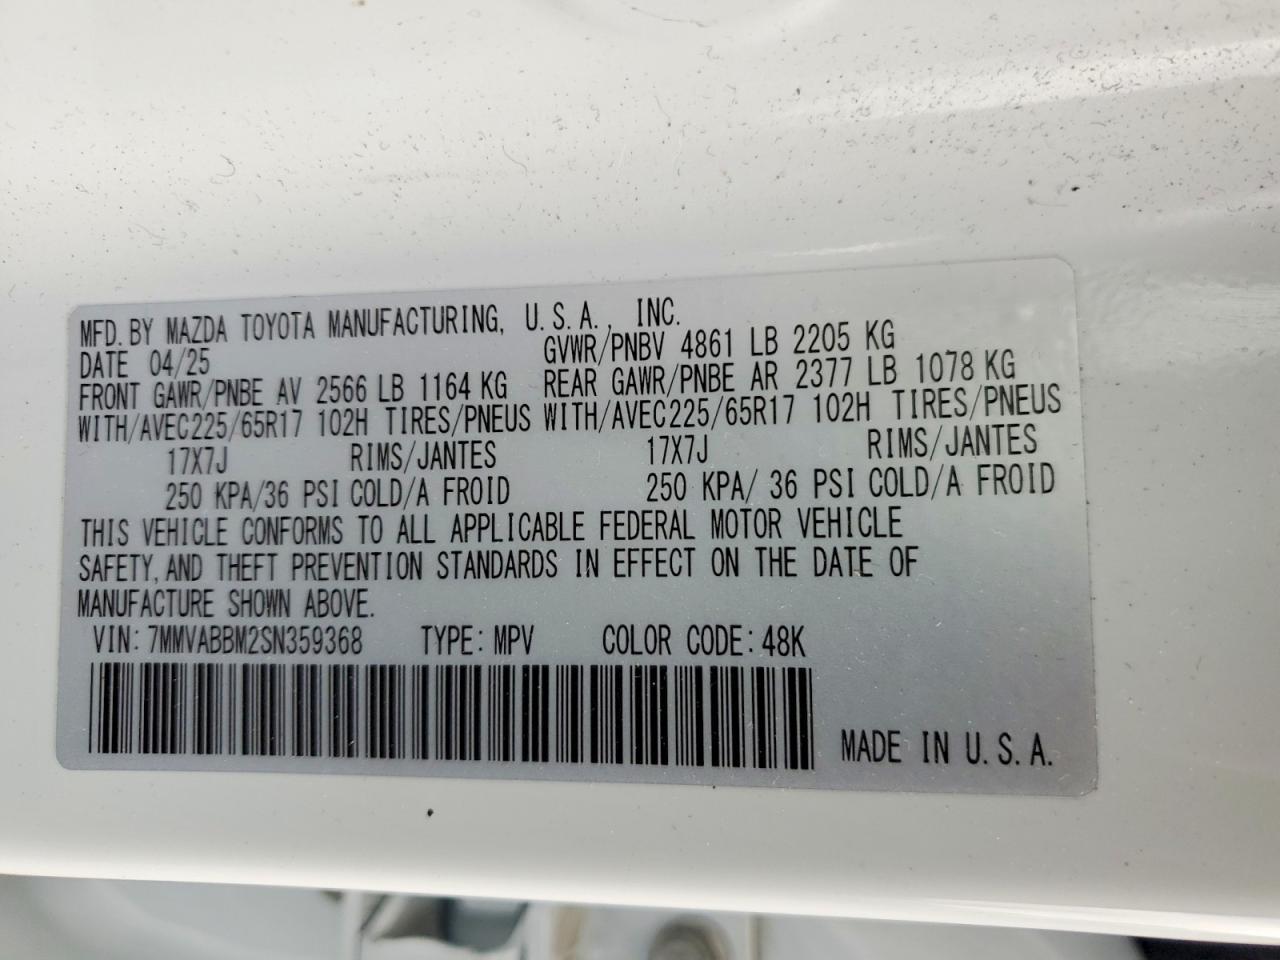 MFD. BY MAZDA TOYOTA MANUFACTURING, U.S.A., INC.
DATE 04/25 GVWR/PNBV 4861 LB 2205 KG
FRONT GAWR/PNBE AV 2566 LB 1164 KG REAR GAWR/PNBE AR 2377 LB 1078 KG
WITH/AVEC225/65R17 102H TIRES/PNEUS WITH/AVEC225/65R17 102H TIRES/PNEUS
17X7J RIMS/JANTES 17X7J RIMS/JANTES
250 KPA/36 PSI COLD/A FROID 250 KPA/ 36 PSI COLD/A FROID
THIS VEHICLE CONFORMS TO ALL APPLICABLE FEDERAL MOTOR VEHICLE
SAFETY, AND THEFT PREVENTION STANDARDS IN EFFECT ON THE DATE OF
MANUFACTURE SHOWN ABOVE.
VIN: 7MMVABBM2SN359368 TYPE: MPV COLOR CODE: 48K
MADE IN U.S.A.